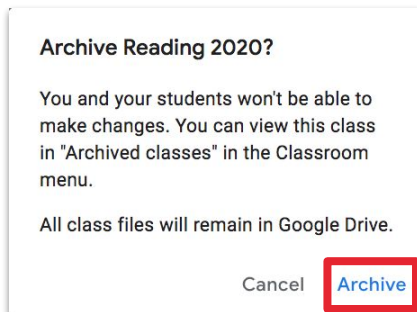 Archive Reading 2020?
You and your students won't be able to
make changes. You can view this class
in "Archived classes" in the Classroom
menu.
All class files will remain in Google Drive.
Cancel Archive